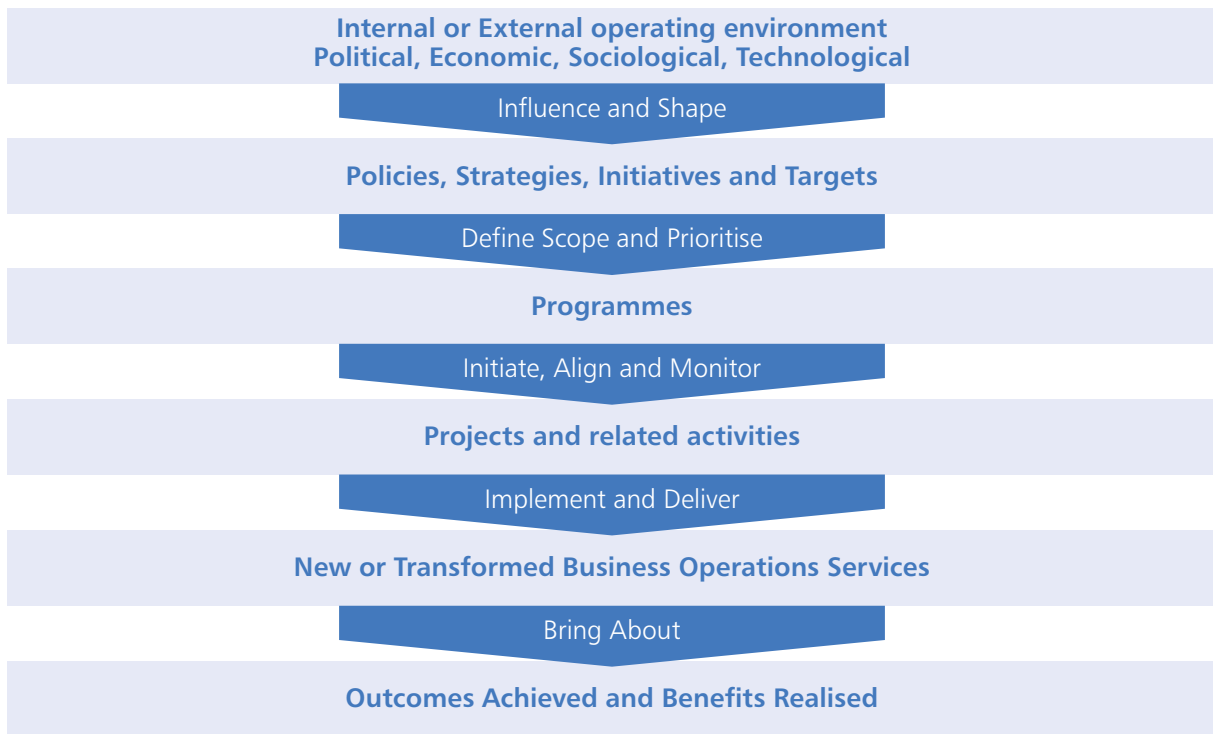 Internal or External operating environment
Political, Economic, Sociological, Technological
Influence and Shape
Policies, Strategies, Initiatives and Targets
Define Scope and Prioritise
Programmes
Initiate, Align and Monitor
Projects and related activities
Implement and Deliver
New or Transformed Business Operations Services
Bring About
Outcomes Achieved and Benefits Realised